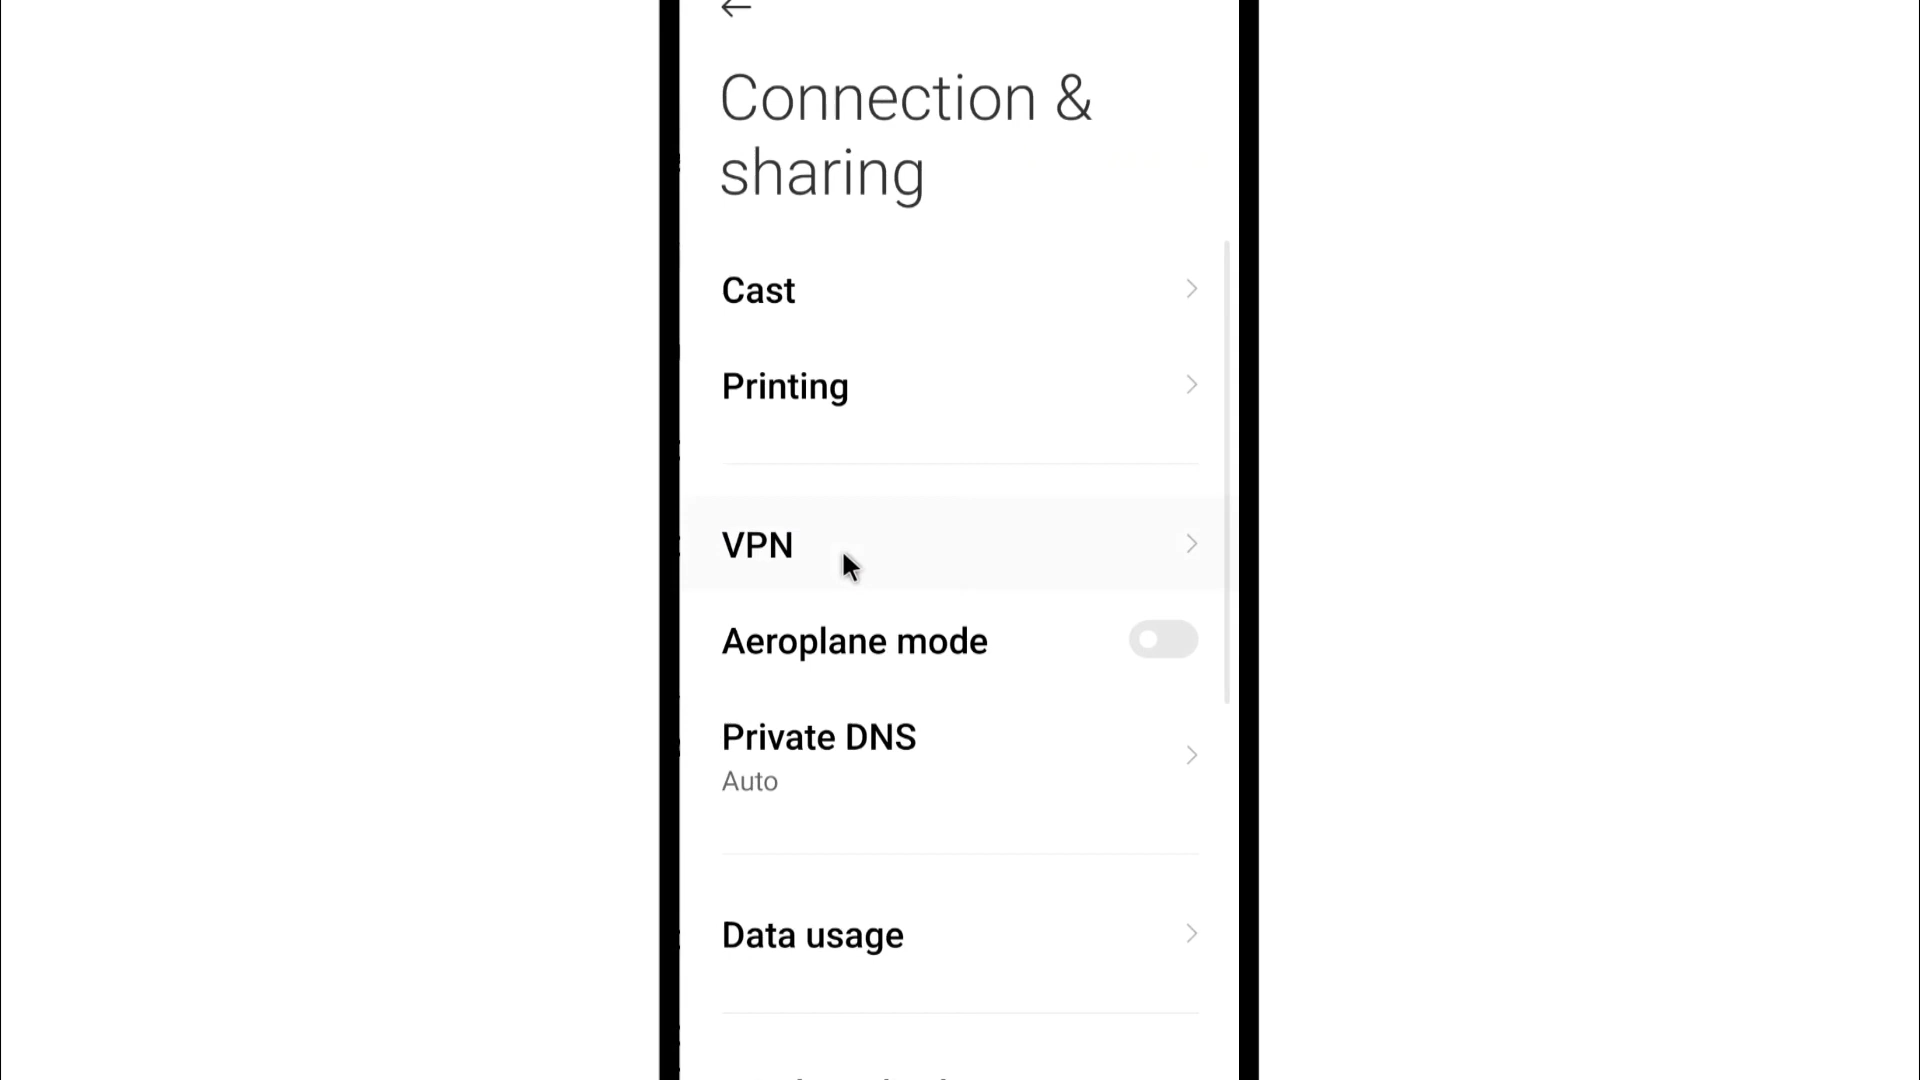 Connection &
sharing
Cast
Printing
VPN
Aeroplane mode
Private DNS
Auto
Data usage